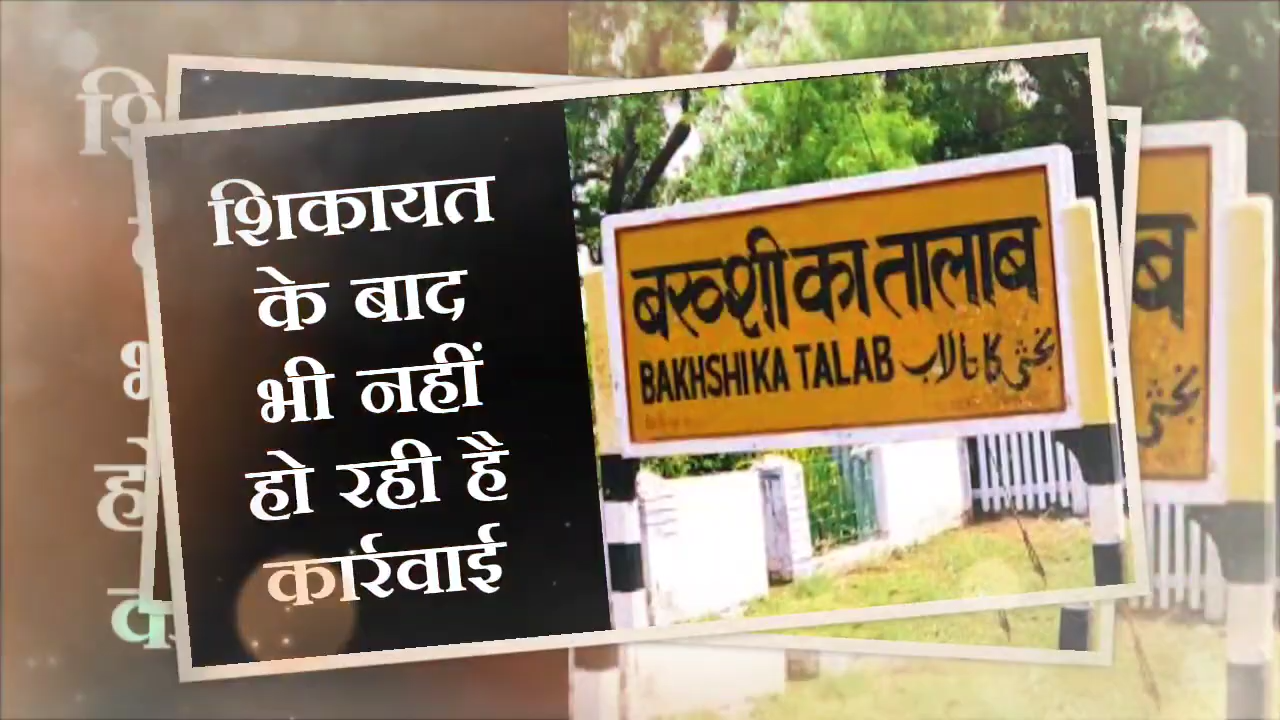 शिकायत
के बाद
भी नहीं
हो रही है
कार्रवाई
बख्शी का तालाब
BAKHSHI KA TALAB بخشی کا تالاب